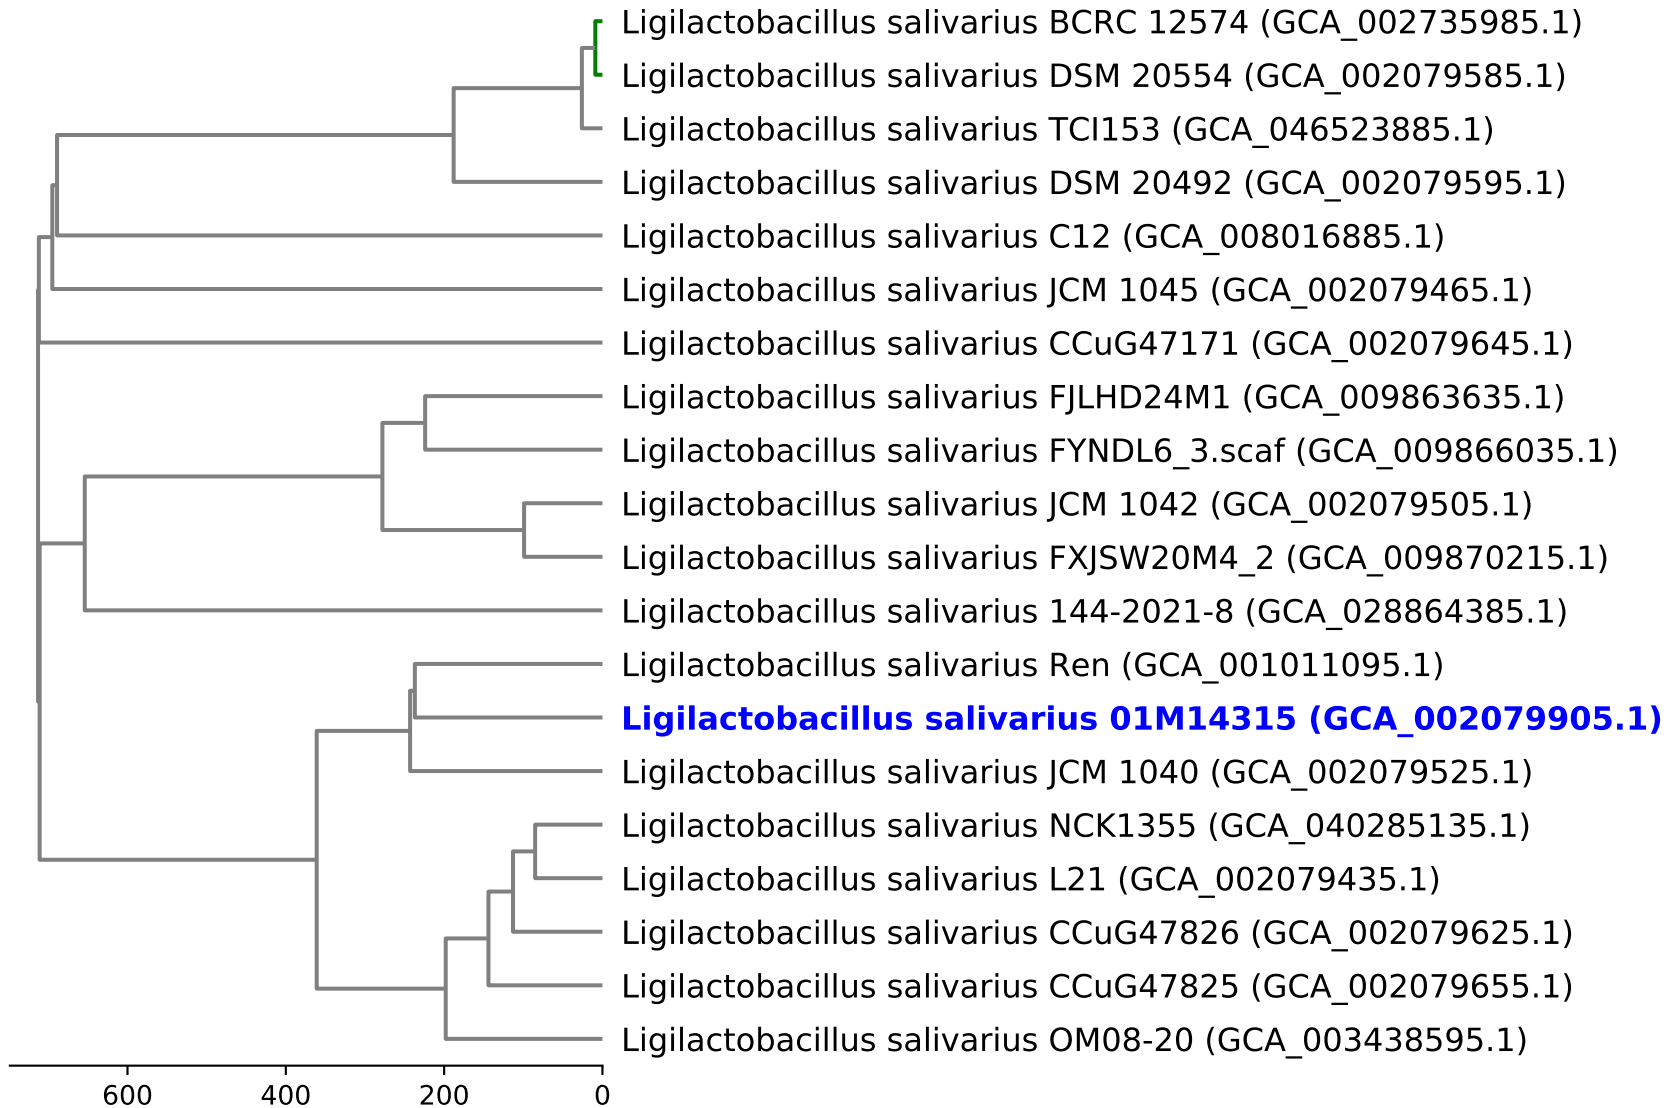 Ligilactobacillus salivarius BCRC 12574 (GCA_002735985.1)
Ligilactobacillus salivarius DSM 20554 (GCA_002079585.1)
Ligilactobacillus salivarius TCI153 (GCA_046523885.1)
Ligilactobacillus salivarius DSM 20492 (GCA_002079595.1)
Ligilactobacillus salivarius C12 (GCA_008016885.1)
Ligilactobacillus salivarius JCM 1045 (GCA_002079465.1)
Ligilactobacillus salivarius CCuG47171 (GCA_002079645.1)
Ligilactobacillus salivarius FJLHD24M1 (GCA_009863635.1)
Ligilactobacillus salivarius FYNDL6_3.scaf (GCA_009866035.1)
Ligilactobacillus salivarius JCM 1042 (GCA_002079505.1)
Ligilactobacillus salivarius FXJSW20M4_2 (GCA_009870215.1)
Ligilactobacillus salivarius 144-2021-8 (GCA_028864385.1)
Ligilactobacillus salivarius Ren (GCA_001011095.1)
Ligilactobacillus salivarius 01M14315 (GCA_002079905.1)
Ligilactobacillus salivarius JCM 1040 (GCA_002079525.1)
Ligilactobacillus salivarius NCK1355 (GCA_040285135.1)
Ligilactobacillus salivarius L21 (GCA_002079435.1)
Ligilactobacillus salivarius CCuG47826 (GCA_002079625.1)
Ligilactobacillus salivarius CCuG47825 (GCA_002079655.1)
Ligilactobacillus salivarius OM08-20 (GCA_003438595.1)
600 400 200 0